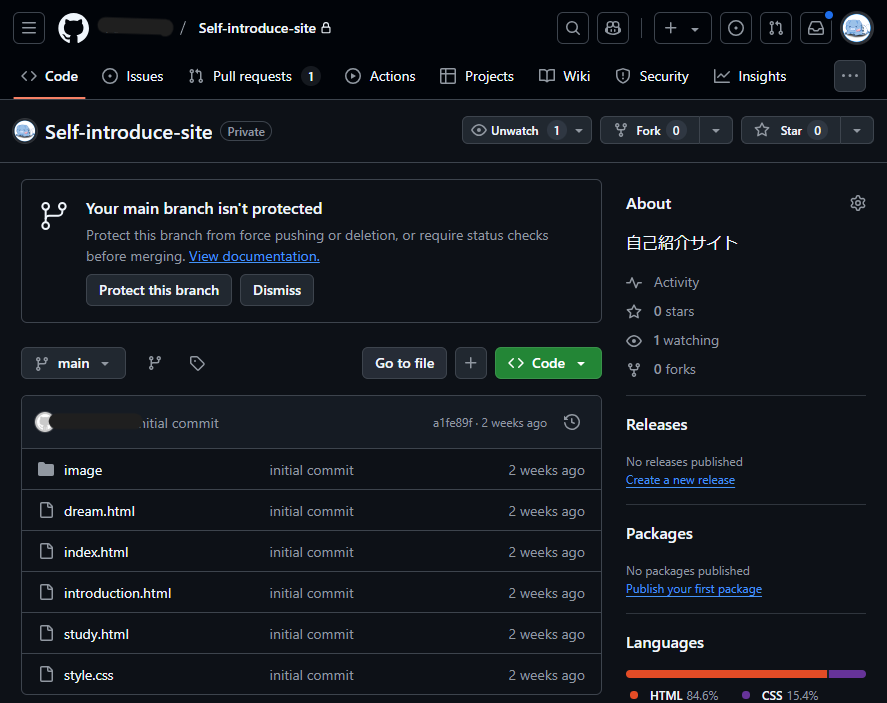 / Self-introduce-site
Code Issues Pull requests 1 Actions Projects Wiki Security Insights
Self-introduce-site Private
Unwatch 1 Fork 0 Star 0
Your main branch isn't protected
Protect this branch from force pushing or deletion, or require status checks
before merging. View documentation.
Protect this branch Dismiss
main Go to file + Code
commit a1fe89f · 2 weeks ago
image initial commit 2 weeks ago
dream.html initial commit 2 weeks ago
index.html initial commit 2 weeks ago
introduction.html initial commit 2 weeks ago
study.html initial commit 2 weeks ago
style.css initial commit 2 weeks ago
About
自己紹介サイト
Activity
0 stars
1 watching
0 forks
Releases
No releases published
Create a new release
Packages
No packages published
Publish your first package
Languages
HTML 84.6% CSS 15.4%